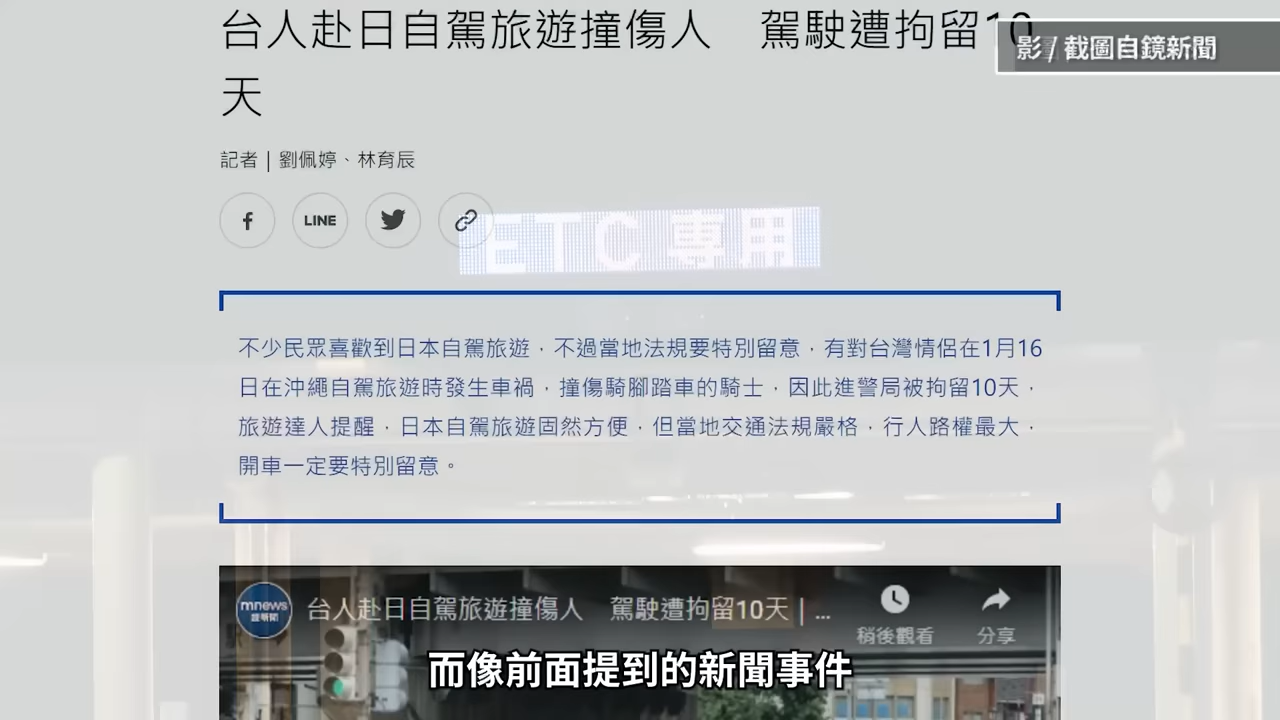 台人赴日自駕旅遊撞傷人　駕駛遭拘留10
天
影 / 截圖自鏡新聞
記者 | 劉佩婷、林育辰
f LINE
ETC 專用
不少民眾喜歡到日本自駕旅遊，不過當地法規要特別留意，有對台灣情侶在1月16
日在沖繩自駕旅遊時發生車禍，撞傷騎腳踏車的騎士，因此進警局被拘留10天，
旅遊達人提醒，日本自駕旅遊固然方便，但當地交通法規嚴格，行人路權最大，
開車一定要特別留意。
mnews
鏡新聞
台人赴日自駕旅遊撞傷人　駕駛遭拘留10天 | ...
稍後觀看
分享
而像前面提到的新聞事件